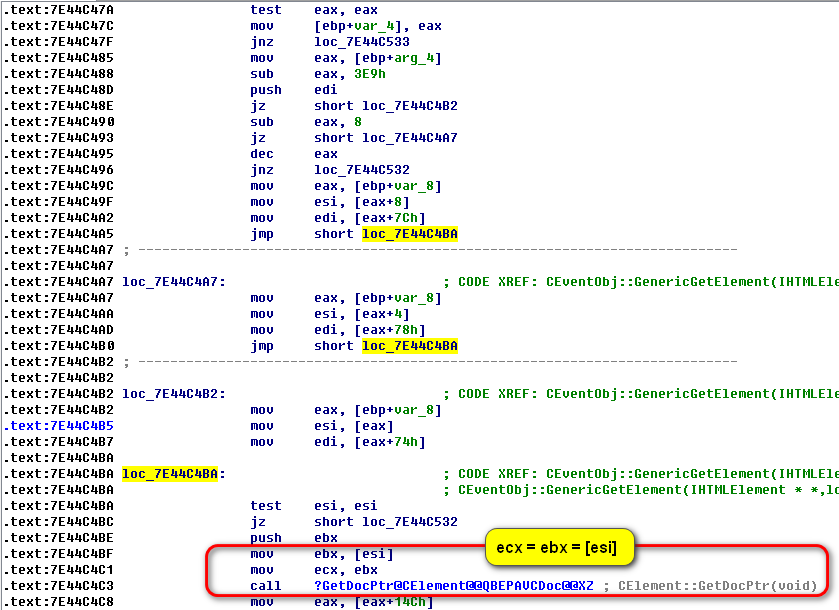 .text:7E44C47A test eax, eax
.text:7E44C47C mov [ebp+var_4], eax
.text:7E44C47F jnz loc_7E44C533
.text:7E44C485 mov eax, [ebp+arg_4]
.text:7E44C488 sub eax, 3E9h
.text:7E44C48D push edi
.text:7E44C48E jz short loc_7E44C4B2
.text:7E44C490 sub eax, 8
.text:7E44C493 jz short loc_7E44C4A7
.text:7E44C495 dec eax
.text:7E44C496 jnz loc_7E44C532
.text:7E44C49C mov eax, [ebp+var_8]
.text:7E44C49F mov esi, [eax+8]
.text:7E44C4A2 mov edi, [eax+7Ch]
.text:7E44C4A5 jmp short loc_7E44C4BA
.text:7E44C4A7 ; ---------------------------------------------------------------------------
.text:7E44C4A7
.text:7E44C4A7 loc_7E44C4A7: ; CODE XREF: CEventObj::GenericGetElement(IHTMLEle
.text:7E44C4A7 mov eax, [ebp+var_8]
.text:7E44C4AA mov esi, [eax+4]
.text:7E44C4AD mov edi, [eax+78h]
.text:7E44C4B0 jmp short loc_7E44C4BA
.text:7E44C4B2 ; ---------------------------------------------------------------------------
.text:7E44C4B2
.text:7E44C4B2 loc_7E44C4B2: ; CODE XREF: CEventObj::GenericGetElement(IHTMLEle
.text:7E44C4B2 mov eax, [ebp+var_8]
.text:7E44C4B5 mov esi, [eax]
.text:7E44C4B7 mov edi, [eax+74h]
.text:7E44C4BA
.text:7E44C4BA loc_7E44C4BA: ; CODE XREF: CEventObj::GenericGetElement(IHTMLEle
.text:7E44C4BA ; CEventObj::GenericGetElement(IHTMLElement * *,lo
.text:7E44C4BA test esi, esi
.text:7E44C4BC jz short loc_7E44C532
.text:7E44C4BE push ebx
ecx = ebx = [esi]
.text:7E44C4BF mov ebx, [esi]
.text:7E44C4C1 mov ecx, ebx
.text:7E44C4C3 call ?GetDocPtr@CElement@@QBEPAVCDoc@@XZ ; CElement::GetDocPtr(void)
.text:7E44C4C8 mov eax, [eax+14Ch]